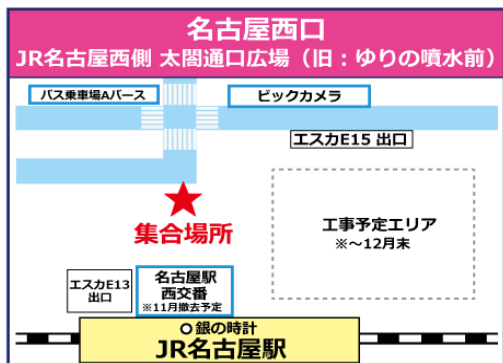 名古屋西口
JR名古屋西側 太閤通口広場（旧：ゆりの噴水前）
バス乗車場Aバース
ビックカメラ
エスカE15 出口
集合場所
工事予定エリア
※～12月末
エスカE13
出口
名古屋駅
西交番
※11月撤去予定
銀の時計
JR名古屋駅